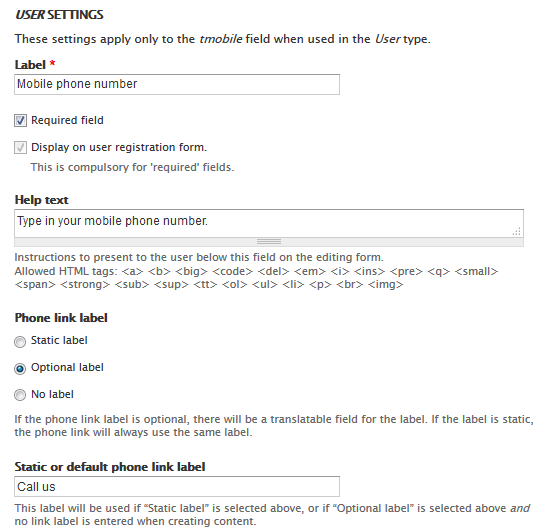 USER SETTINGS
These settings apply only to the tmobile field when used in the User type.
Label *
Mobile phone number
Required field
Display on user registration form.
This is compulsory for 'required' fields.
Help text
Type in your mobile phone number.
Instructions to present to the user below this field on the editing form.
Allowed HTML tags: <a> <b> <big> <code> <del> <em> <i> <ins> <pre> <q> <small>
<span> <strong> <sub> <sup> <tt> <ol> <ul> <li> <p> <br> <img>
Phone link label
Static label
Optional label
No label
If the phone link label is optional, there will be a translatable field for the label. If the label is static,
the phone link will always use the same label.
Static or default phone link label
Call us
This label will be used if “Static label” is selected above, or if “Optional label” is selected above and
no link label is entered when creating content.